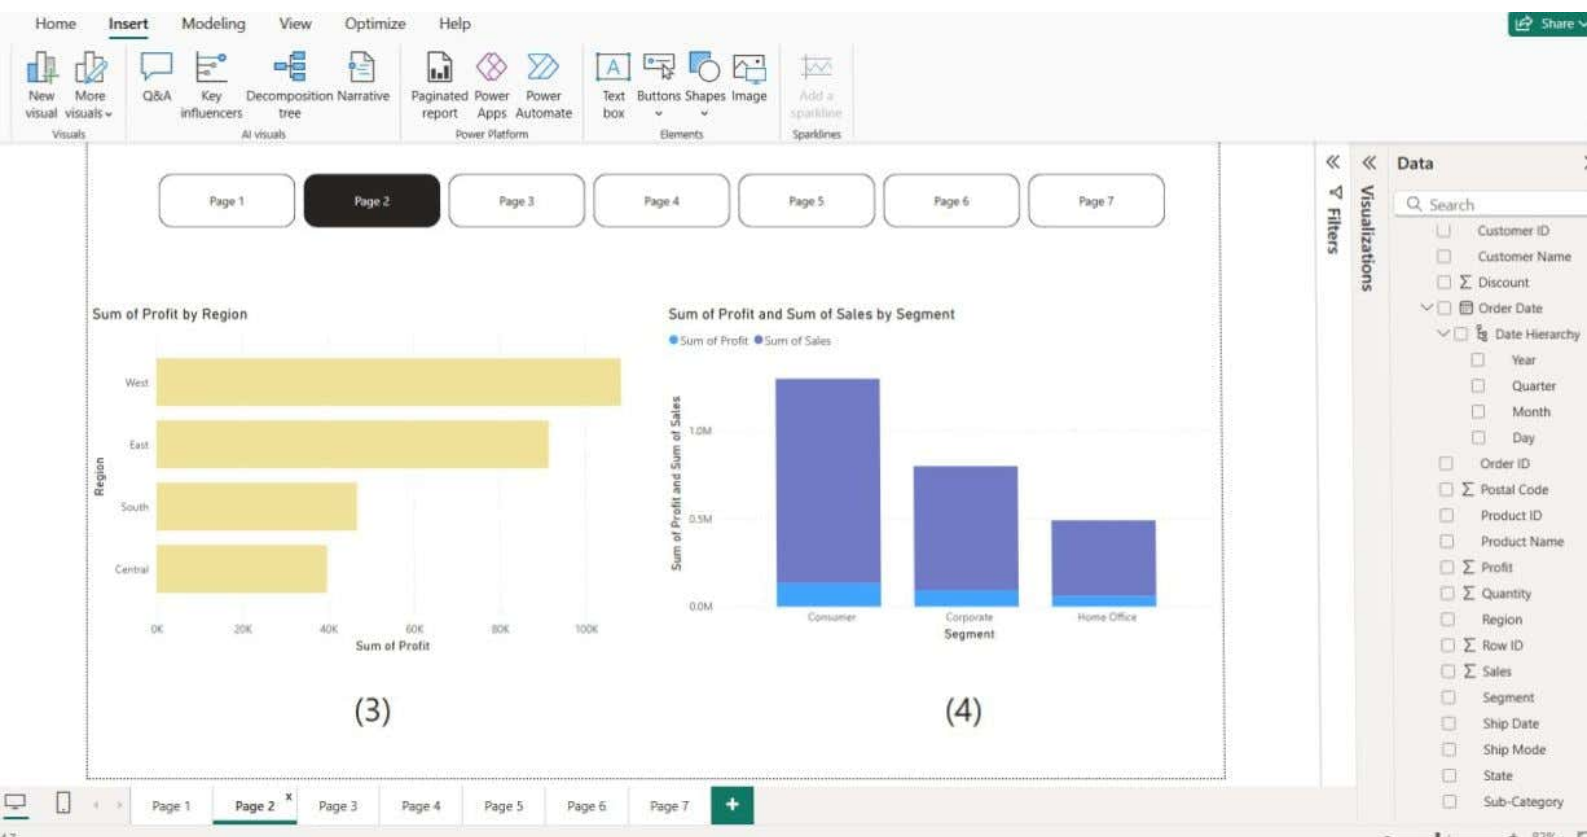 Home Insert Modeling View Optimize Help
Share
New visual
More visuals
Q&A
Key influencers
Decomposition tree
Narrative
Paginated report
Power Apps
Power Automate
Text box
Buttons
Shapes
Image
Add a sparkline
Visuals
AI visuals
Power Platform
Elements
Sparklines
Page 1
Page 2
Page 3
Page 4
Page 5
Page 6
Page 7
Sum of Profit by Region
West
East
South
Central
Region
0K 20K 40K 60K 80K 100K
Sum of Profit
(3)
Sum of Profit and Sum of Sales by Segment
Sum of Profit Sum of Sales
Sum of Profit and Sum of Sales
1.0M
0.5M
0.0M
Consumer Corporate Home Office
Segment
(4)
Filters
Visualizations
Data
Search
Customer ID
Customer Name
Σ Discount
Order Date
Date Hierarchy
Year
Quarter
Month
Day
Order ID
Σ Postal Code
Product ID
Product Name
Σ Profit
Σ Quantity
Region
Σ Row ID
Σ Sales
Segment
Ship Date
Ship Mode
State
Sub-Category
Page 1
Page 2 x
Page 3
Page 4
Page 5
Page 6
Page 7
+